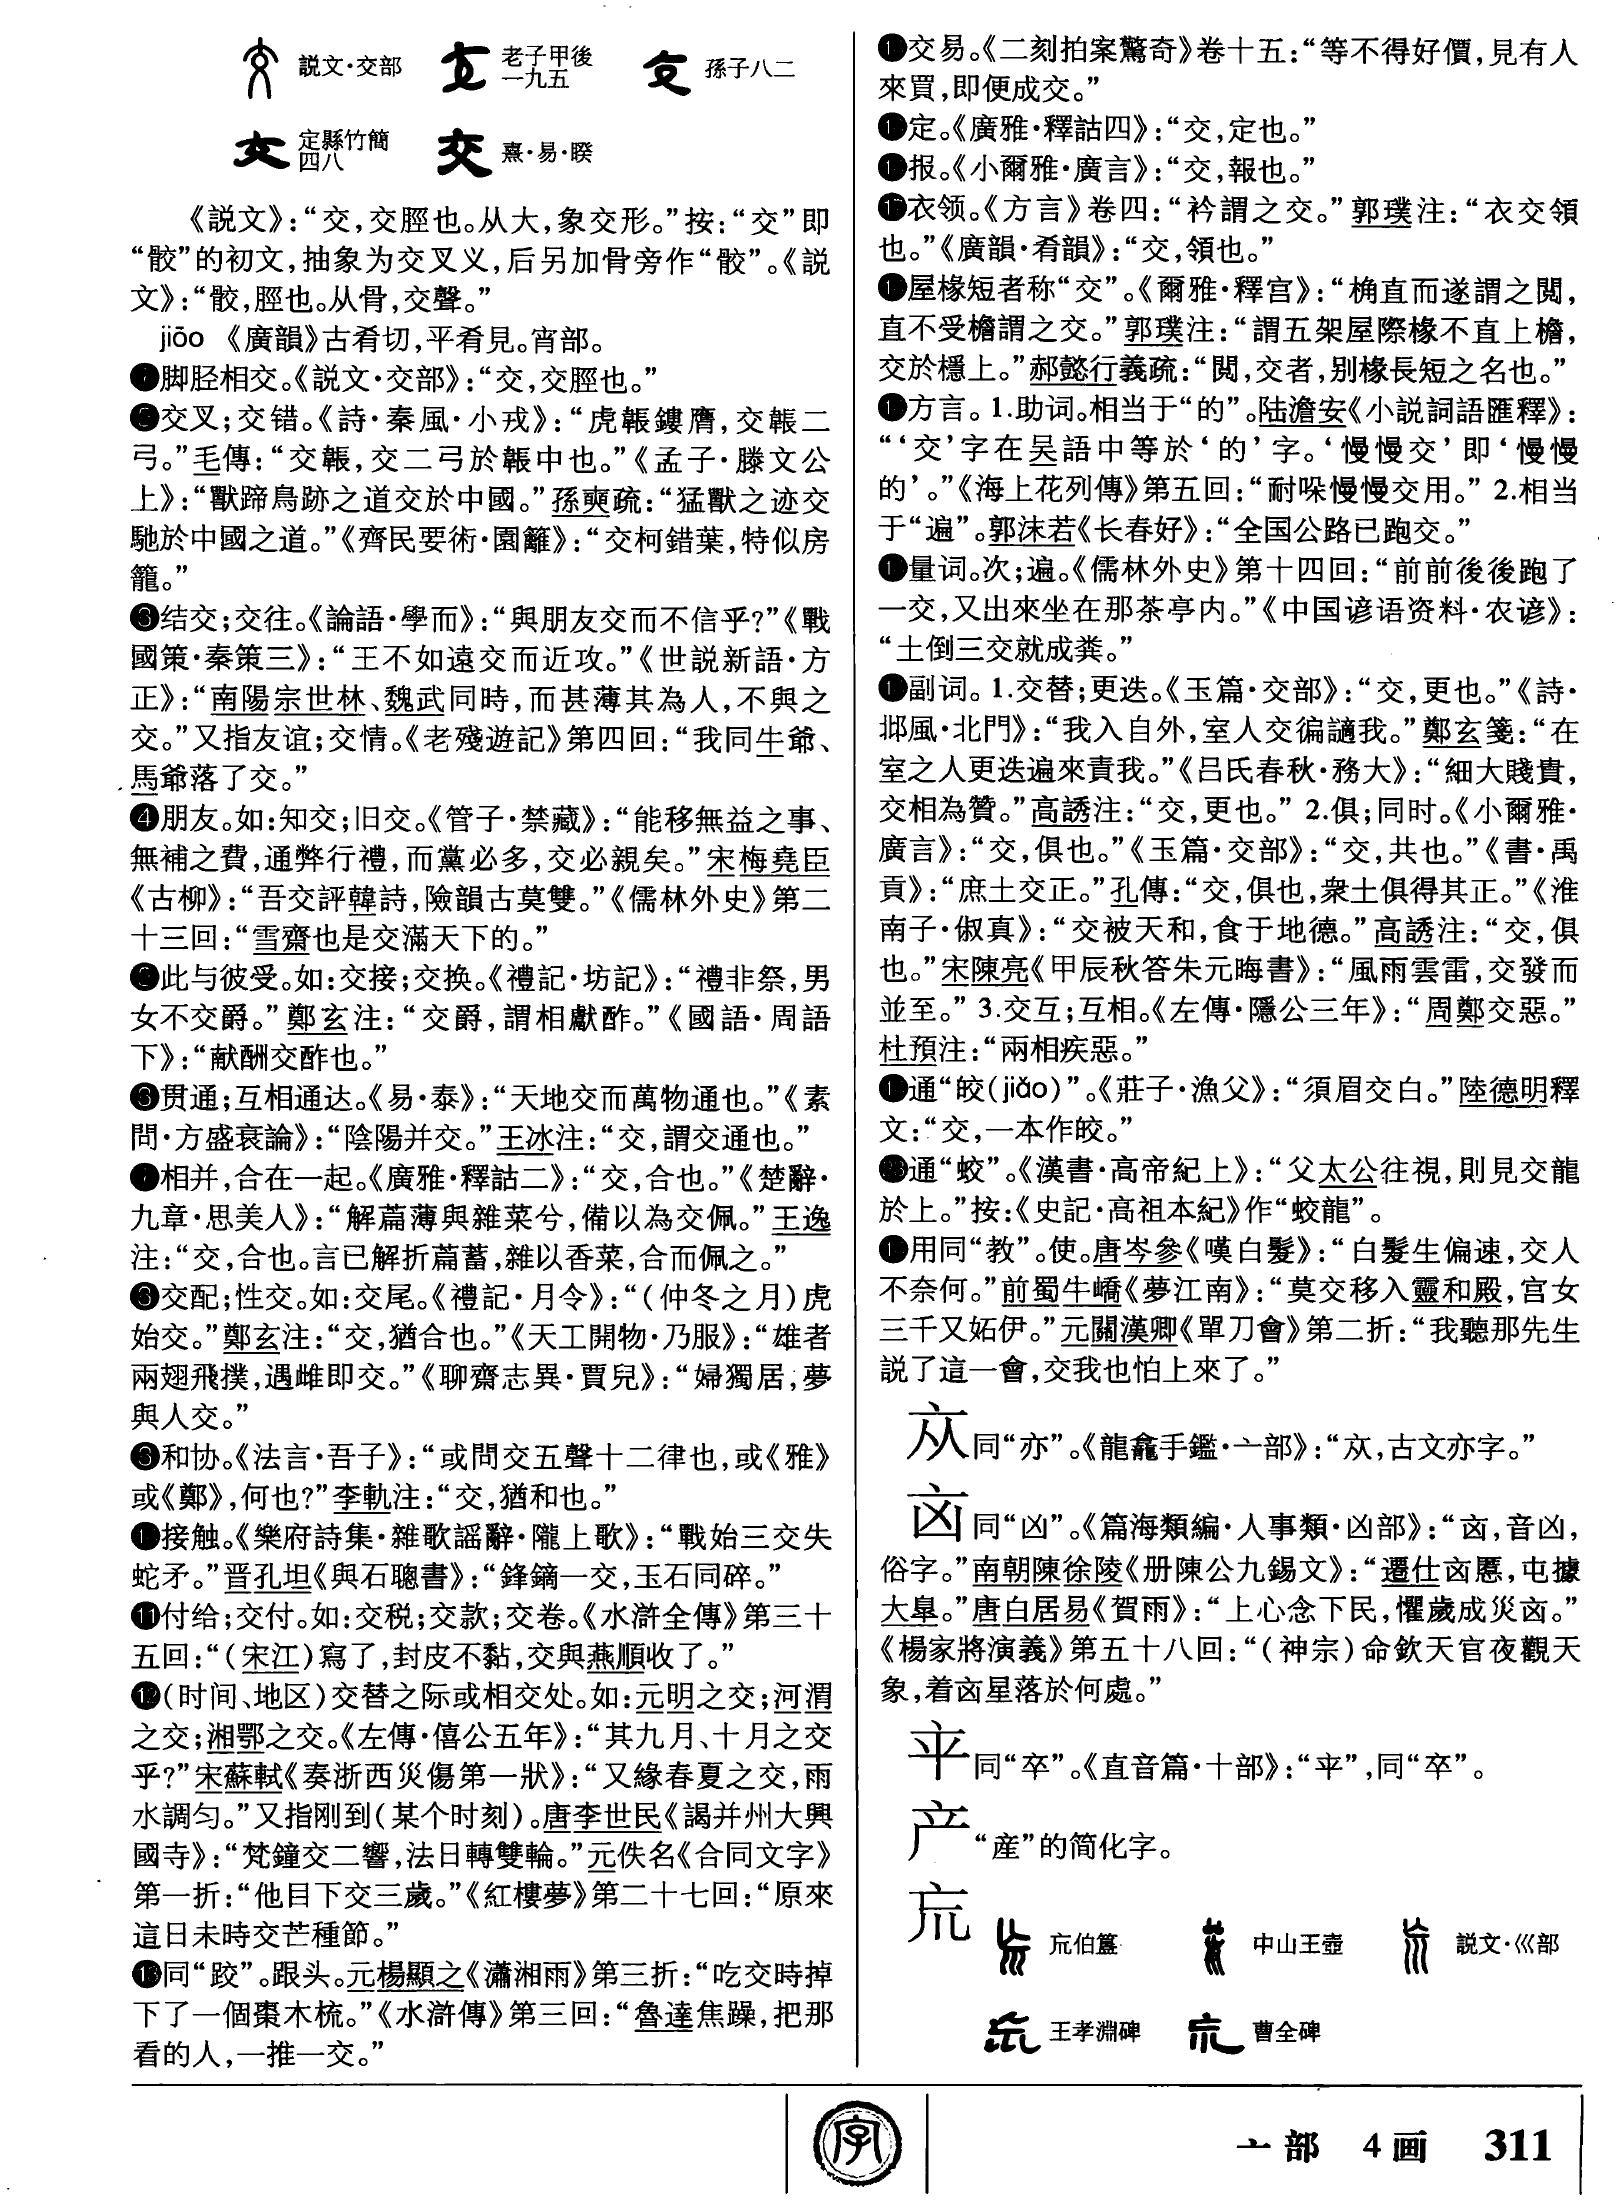 説文·交部
老子甲後
一九五
孫子八二
定縣竹簡
四八
熹·易·睽
《説文》：“交，交脛也。从大，象交形。”按：“交”即
“骹”的初文，抽象为交叉义，后另加骨旁作“骹”。《説
文》：“骹，脛也。从骨，交聲。”
jiāo 《廣韻》古肴切，平肴見。宵部。
脚胫相交。《説文·交部》：“交，交脛也。”
交叉；交错。《詩·秦風·小戎》：“虎韔鏤膺，交韔二
弓。”毛傳：“交韔，交二弓於韔中也。”《孟子·滕文公
上》：“獸蹄鳥跡之道交於中國。”孫奭疏：“猛獸之迹交
馳於中國之道。”《齊民要術·園籬》：“交柯錯葉，特似房
籠。”
❸结交；交往。《論語·學而》：“與朋友交而不信乎？”《戰
國策·秦策三》：“王不如遠交而近攻。”《世説新語·方
正》：“南陽宗世林、魏武同時，而甚薄其為人，不與之
交。”又指友谊；交情。《老殘遊記》第四回：“我同牛爺、
馬爺落了交。”
❹朋友。如：知交；旧交。《管子·禁藏》：“能移無益之事、
無補之費，通弊行禮，而黨必多，交必親矣。”宋梅堯臣
《古柳》：“吾交評韓詩，險韻古莫雙。”《儒林外史》第二
十三回：“雪齋也是交滿天下的。”
此与彼受。如：交接；交换。《禮記·坊記》：“禮非祭，男
女不交爵。”鄭玄注：“交爵，謂相獻酢。”《國語·周語
下》：“献酬交酢也。”
贯通；互相通达。《易·泰》：“天地交而萬物通也。”《素
問·方盛衰論》：“陰陽并交。”王冰注：“交，謂交通也。”
❼相并，合在一起。《廣雅·釋詁二》：“交，合也。”《楚辭·
九章·思美人》：“解萹薄與雜菜兮，備以為交佩。”王逸
注：“交，合也。言已解折萹蓄，雜以香菜，合而佩之。”
交配；性交。如：交尾。《禮記·月令》：“（仲冬之月）虎
始交。”鄭玄注：“交，猶合也。”《天工開物·乃服》：“雄者
兩翅飛撲，遇雌即交。”《聊齋志異·賈兒》：“婦獨居，夢
與人交。”
和协。《法言·吾子》：“或問交五聲十二律也，或《雅》
或《鄭》，何也？”李軌注：“交，猶和也。”
接触。《樂府詩集·雜歌謡辭·隴上歌》：“戰始三交失
蛇矛。”晋孔坦《與石聰書》：“鋒鏑一交，玉石同碎。”
⓫付给；交付。如：交税；交款；交卷。《水滸全傳》第三十
五回：“（宋江）寫了，封皮不黏，交與燕順收了。”
⓬（时间、地区）交替之际或相交处。如：元明之交；河渭
之交；湘鄂之交。《左傳·僖公五年》：“其九月、十月之交
乎？”宋蘇軾《奏浙西災傷第一狀》：“又緣春夏之交，雨
水調匀。”又指刚到（某个时刻）。唐李世民《謁并州大興
國寺》：“梵鐘交二響，法日轉雙輪。”元佚名《合同文字》
第一折：“他目下交三歲。”《紅樓夢》第二十七回：“原來
這日未時交芒種節。”
⓭同“跤”。跟头。元楊顯之《瀟湘雨》第三折：“吃交時掉
下了一個棗木梳。”《水滸傳》第三回：“魯達焦躁，把那
看的人，一推一交。”
交易。《二刻拍案驚奇》卷十五：“等不得好價，見有人
來買，即便成交。”
定。《廣雅·釋詁四》：“交，定也。”
报。《小爾雅·廣言》：“交，報也。”
衣领。《方言》卷四：“衿謂之交。”郭璞注：“衣交領
也。”《廣韻·肴韻》：“交，領也。”
屋椽短者称“交”。《爾雅·釋宫》：“桷直而遂謂之閲，
直不受檐謂之交。”郭璞注：“謂五架屋際椽不直上檐，
交於檼上。”郝懿行義疏：“閲，交者，别椽長短之名也。”
方言。1.助词。相当于“的”。陆澹安《小説詞語匯釋》：
“‘交’字在吴語中等於‘的’字。‘慢慢交’即‘慢慢
的’。”《海上花列傳》第五回：“耐哚慢慢交用。” 2.相当
于“遍”。郭沫若《长春好》：“全国公路已跑交。”
量词。次；遍。《儒林外史》第十四回：“前前後後跑了
一交，又出來坐在那茶亭内。”《中国谚语资料·农谚》：
“土倒三交就成粪。”
副词。1.交替；更迭。《玉篇·交部》：“交，更也。”《詩·
邶風·北門》：“我入自外，室人交徧讁我。”鄭玄箋：“在
室之人更迭遍來責我。”《吕氏春秋·務大》：“細大賤貴，
交相為贊。”高誘注：“交，更也。” 2.俱；同时。《小爾雅·
廣言》：“交，俱也。”《玉篇·交部》：“交，共也。”《書·禹
貢》：“庶土交正。”孔傳：“交，俱也，衆土俱得其正。”《淮
南子·俶真》：“交被天和，食于地德。”高誘注：“交，俱
也。”宋陳亮《甲辰秋答朱元晦書》：“風雨雲雷，交發而
並至。” 3.交互；互相。《左傳·隱公三年》：“周鄭交惡。”
杜預注：“兩相疾惡。”
通“皎（jiǎo）”。《莊子·漁父》：“須眉交白。”陸德明釋
文：“交，一本作皎。”
通“蛟”。《漢書·高帝紀上》：“父太公往視，則見交龍
於上。”按：《史記·高祖本紀》作“蛟龍”。
用同“教”。使。唐岑參《嘆白髮》：“白髮生偏速，交人
不奈何。”前蜀牛嶠《夢江南》：“莫交移入靈和殿，宫女
三千又妬伊。”元關漢卿《單刀會》第二折：“我聽那先生
説了這一會，交我也怕上來了。”
同“亦”。《龍龕手鑑·亠部》：“，古文亦字。”
㐫 同“凶”。《篇海類編·人事類·凶部》：“㐫，音凶，
俗字。”南朝陳徐陵《册陳公九錫文》：“遷仕㐫慝，屯據
大臯。”唐白居易《賀雨》：“上心念下民，懼歲成災㐫。”
《楊家將演義》第五十八回：“（神宗）命欽天官夜觀天
象，着㐫星落於何處。”
同“卒”。《直音篇·十部》：“”，同“卒”。
产 “産”的简化字。
巟
巟伯簋
中山王壺
説文·巛部
王孝淵碑
曹全碑
字
亠部 4画 311